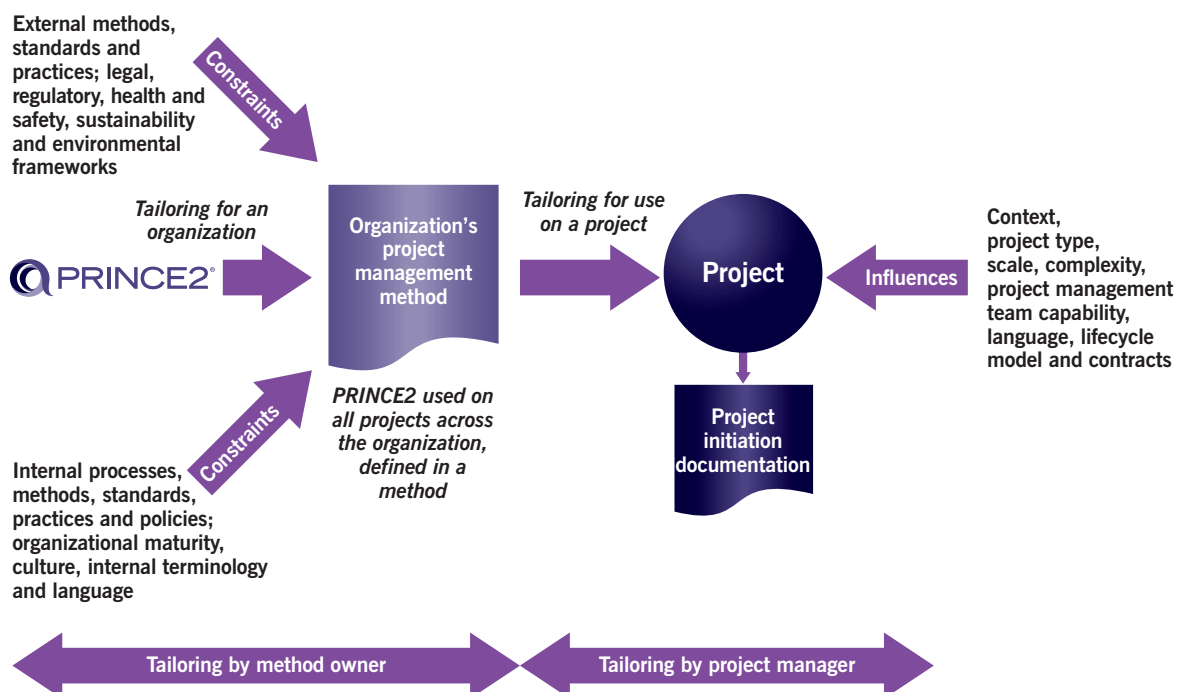 External methods,
standards and
practices; legal,
regulatory, health and
safety, sustainability
and environmental
frameworks
Constraints
Tailoring for an
organization
PRINCE2®
Organization's
project
management
method
Tailoring for use
on a project
Project
Influences
Context,
project type,
scale, complexity,
project management
team capability,
language, lifecycle
model and contracts
PRINCE2 used on
all projects across
the organization,
defined in a
method
Project
initiation
documentation
Constraints
Internal processes,
methods, standards,
practices and policies;
organizational maturity,
culture, internal terminology
and language
Tailoring by method owner
Tailoring by project manager